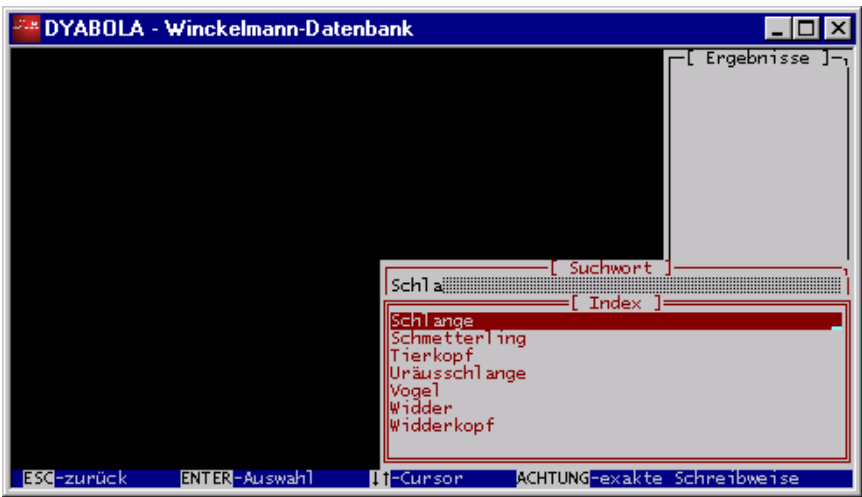 DYABOLA - Winckelmann-Datenbank
[ Ergebnisse ]
[ Suchwort ]
Schla
[ Index ]
Schlange
Schmetterling
Tierkopf
Uräusschlange
Vogel
Widder
Widderkopf
ESC-zurück ENTER-Auswahl ↓↑-Cursor ACHTUNG-exakte Schreibweise